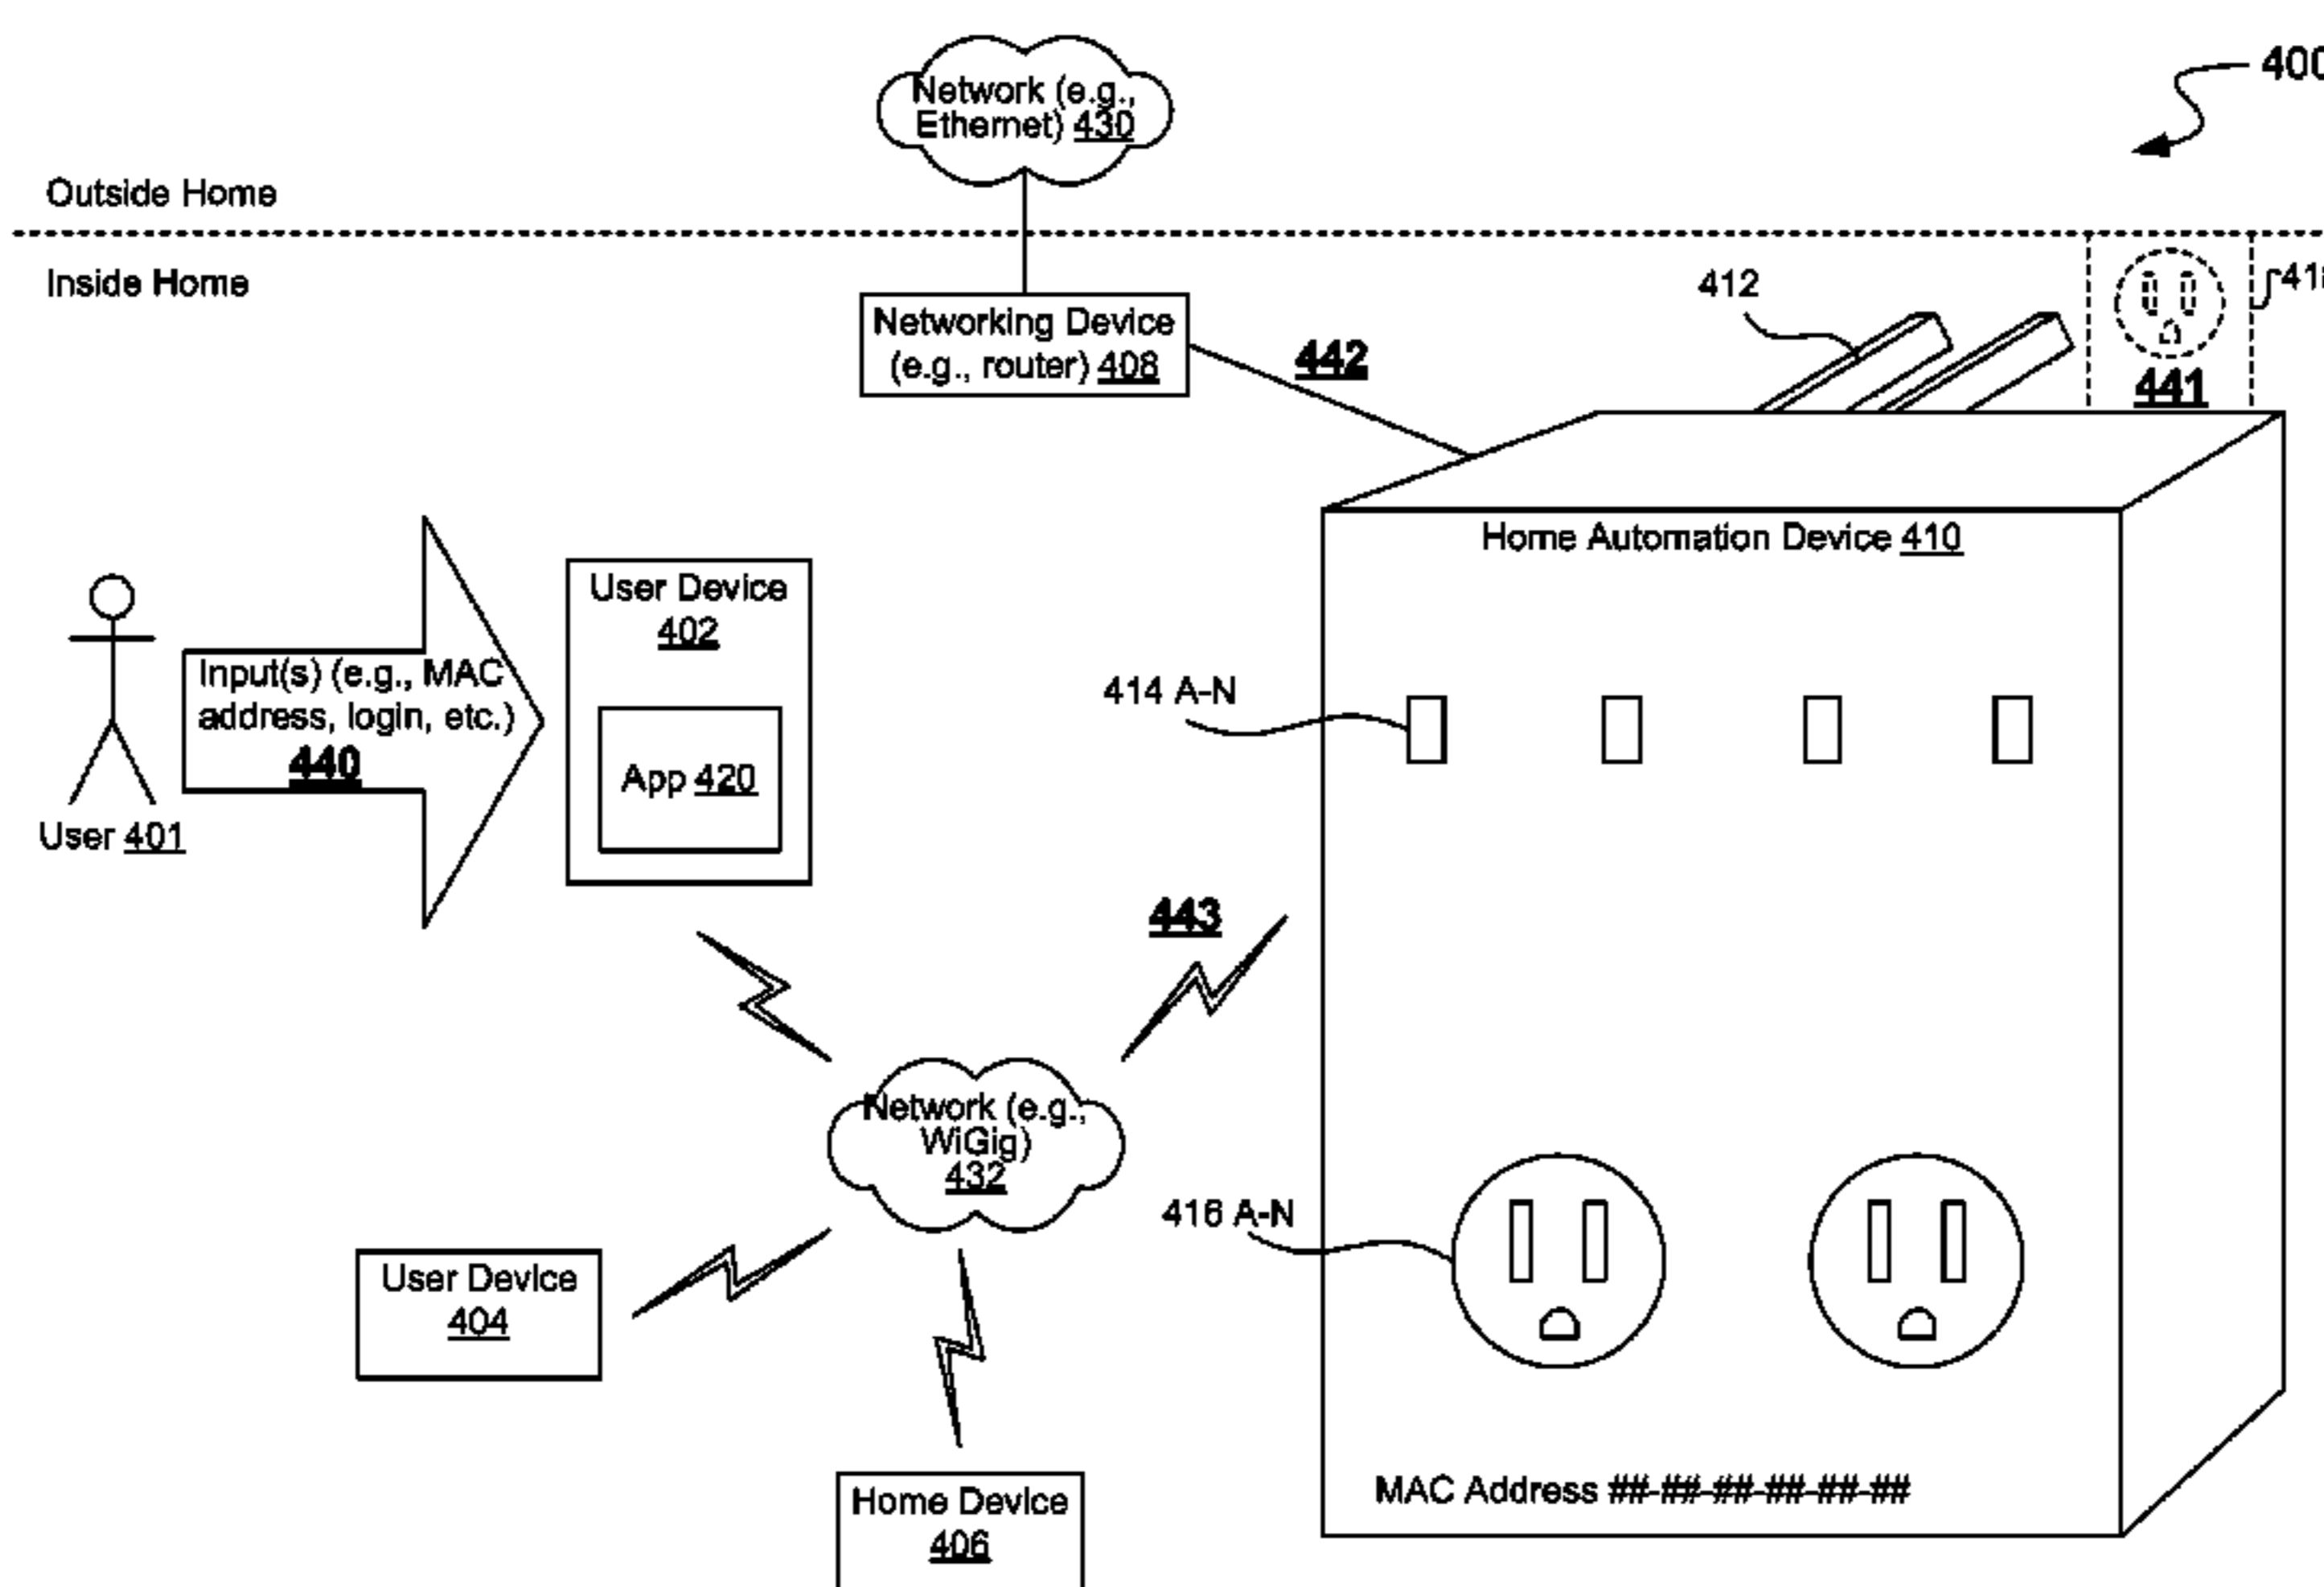 400
Network (e.g.,
Ethernet) 430
Outside Home
Inside Home
412
441
Networking Device
(e.g., router) 408
442
Home Automation Device 410
User Device
402
Input(s) (e.g., MAC
address, login, etc.)
440
414 A-N
App 420
User 401
443
Network (e.g.,
WiGig)
432
416 A-N
User Device
404
MAC Address ##-##-##-##-##-##
Home Device
406